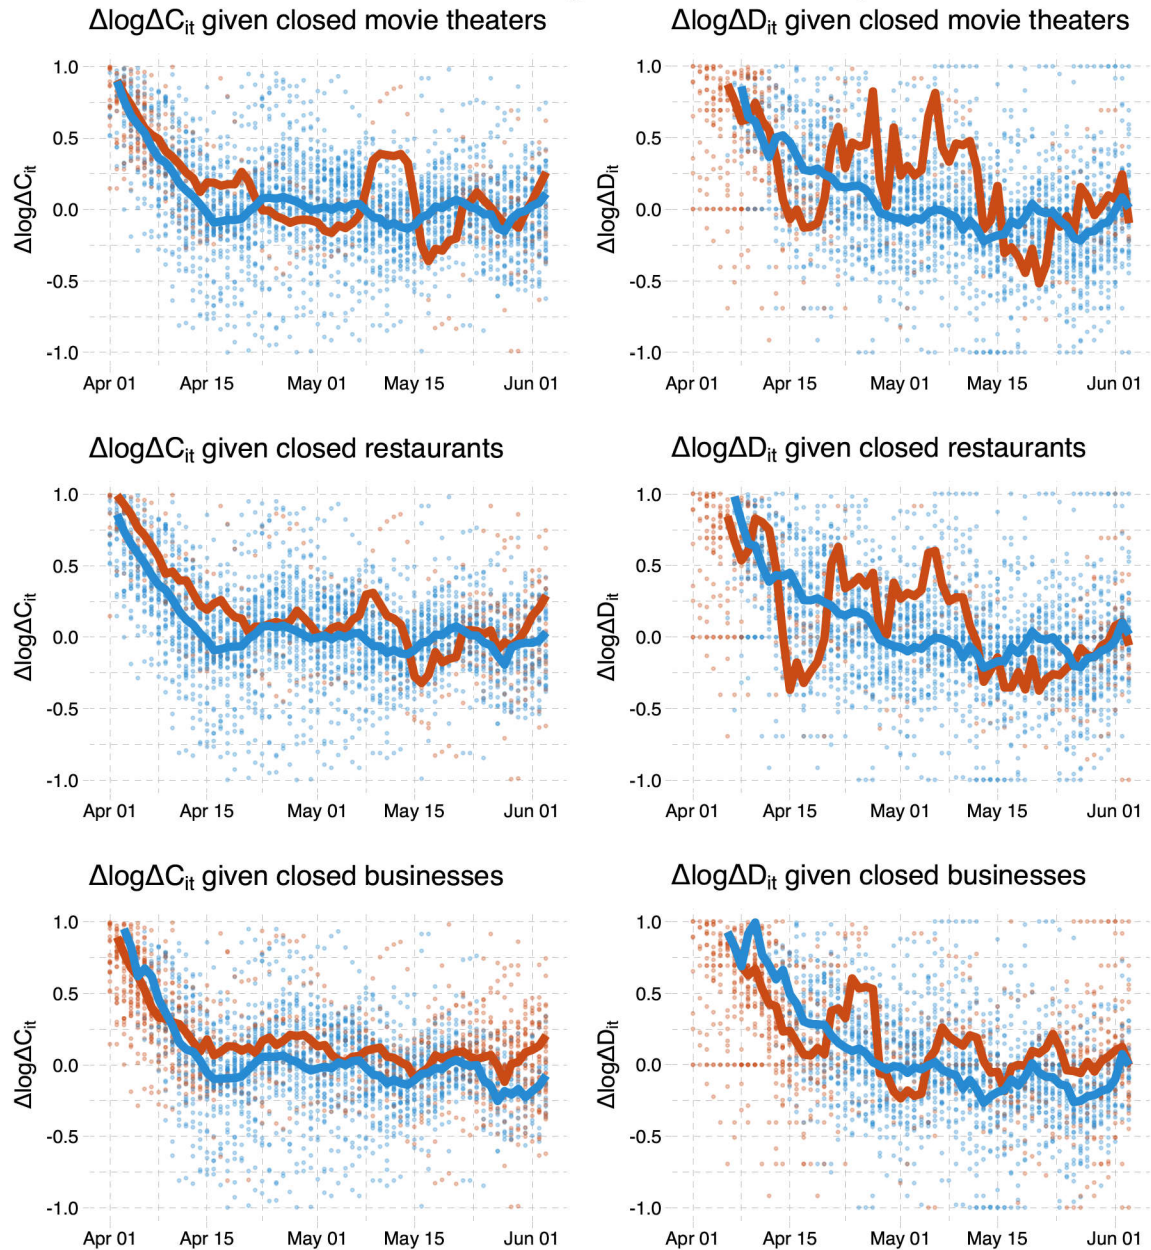 ΔlogΔCit given closed movie theaters
ΔlogΔCit
1.0
0.5
0.0
-0.5
-1.0
Apr 01 Apr 15 May 01 May 15 Jun 01
ΔlogΔDit given closed movie theaters
ΔlogΔDit
1.0
0.5
0.0
-0.5
-1.0
Apr 01 Apr 15 May 01 May 15 Jun 01
ΔlogΔCit given closed restaurants
ΔlogΔCit
1.0
0.5
0.0
-0.5
-1.0
Apr 01 Apr 15 May 01 May 15 Jun 01
ΔlogΔDit given closed restaurants
ΔlogΔDit
1.0
0.5
0.0
-0.5
-1.0
Apr 01 Apr 15 May 01 May 15 Jun 01
ΔlogΔCit given closed businesses
ΔlogΔCit
1.0
0.5
0.0
-0.5
-1.0
Apr 01 Apr 15 May 01 May 15 Jun 01
ΔlogΔDit given closed businesses
ΔlogΔDit
1.0
0.5
0.0
-0.5
-1.0
Apr 01 Apr 15 May 01 May 15 Jun 01